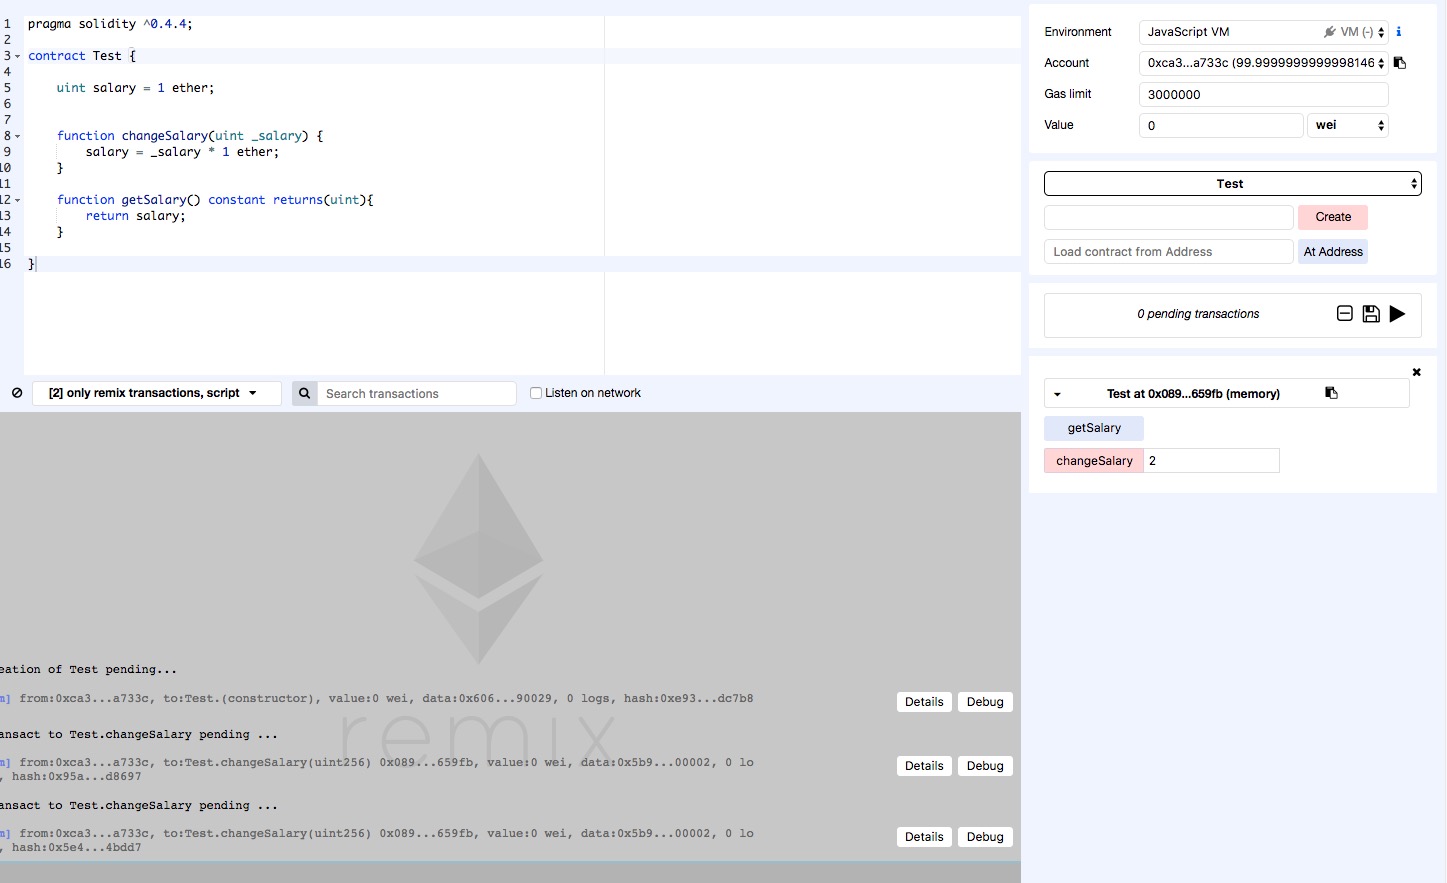 1 pragma solidity ^0.4.4;
2
3 contract Test {
4
5 uint salary = 1 ether;
6
7
8 function changeSalary(uint _salary) {
9 salary = _salary * 1 ether;
10 }
11
12 function getSalary() constant returns(uint){
13 return salary;
14 }
15
16 }
[2] only remix transactions, script
Search transactions
Listen on network
remix
eation of Test pending...
m] from:0xca3...a733c, to:Test.(constructor), value:0 wei, data:0x606...90029, 0 logs, hash:0xe93...dc7b8
Details Debug
ansact to Test.changeSalary pending ...
m] from:0xca3...a733c, to:Test.changeSalary(uint256) 0x089...659fb, value:0 wei, data:0x5b9...00002, 0 lo
, hash:0x95a...d8697
Details Debug
ansact to Test.changeSalary pending ...
m] from:0xca3...a733c, to:Test.changeSalary(uint256) 0x089...659fb, value:0 wei, data:0x5b9...00002, 0 lo
, hash:0x5e4...4bdd7
Details Debug
Environment JavaScript VM VM (-) i
Account 0xca3...a733c (99.9999999999998146
Gas limit 3000000
Value 0 wei
Test
Create
Load contract from Address At Address
0 pending transactions
Test at 0x089...659fb (memory)
getSalary
changeSalary 2